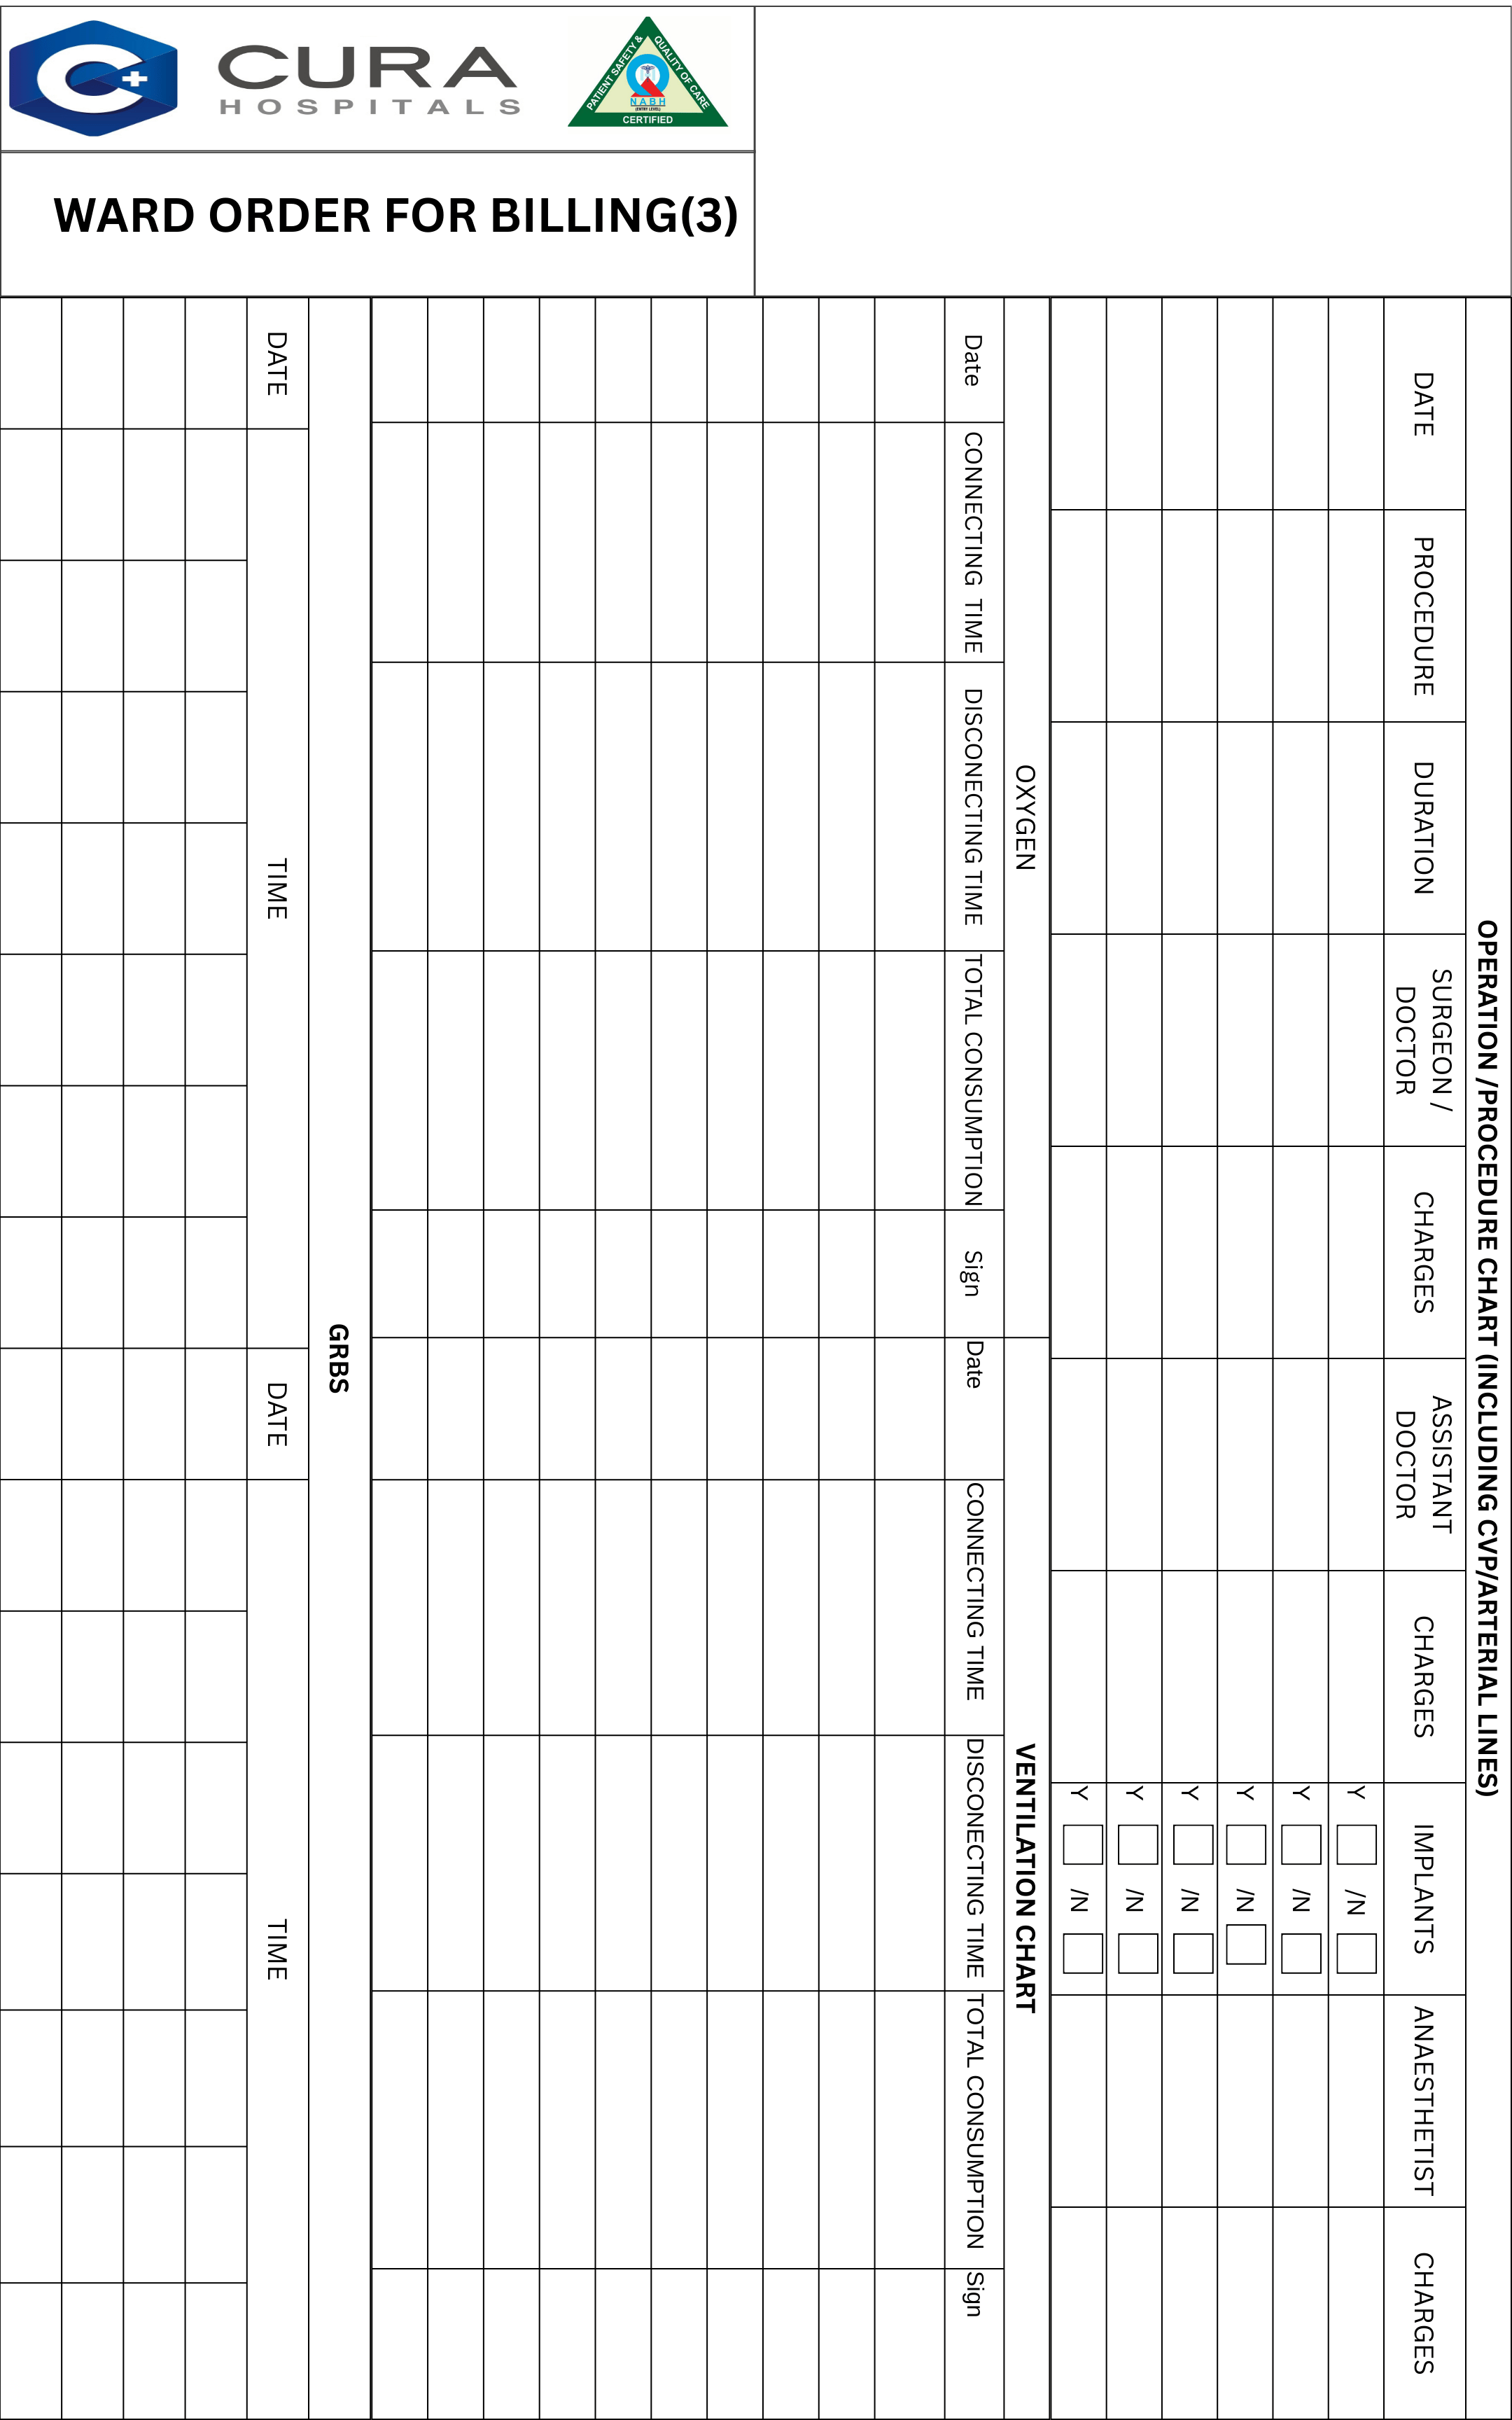 CURA
HOSPITALS
PATIENT SAFETY & QUALITY OF CARE
NABH
(ENTRY LEVEL)
CERTIFIED
WARD ORDER FOR BILLING(3)
OPERATION /PROCEDURE CHART (INCLUDING CVP/ARTERIAL LINES)
DATE
PROCEDURE
DURATION
SURGEON /
DOCTOR
CHARGES
ASSISTANT
DOCTOR
CHARGES
IMPLANTS
ANAESTHETIST
CHARGES
Y /N
Y /N
Y /N
Y /N
Y /N
Y /N
OXYGEN
VENTILATION CHART
Date
CONNECTING TIME
DISCONECTING TIME
TOTAL CONSUMPTION
Sign
Date
CONNECTING TIME
DISCONECTING TIME
TOTAL CONSUMPTION
Sign
GRBS
DATE
TIME
DATE
TIME